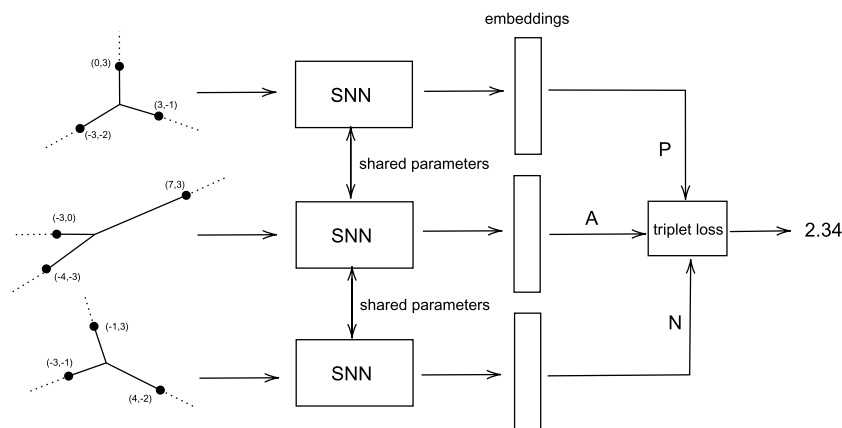 embeddings
(0,3)
(3,-1)
(-3,-2)
SNN
P
shared parameters
(7,3)
(-3,0)
(-4,-3)
SNN
A
triplet loss
2.34
shared parameters
(-1,3)
(-3,-1)
(4,-2)
SNN
N